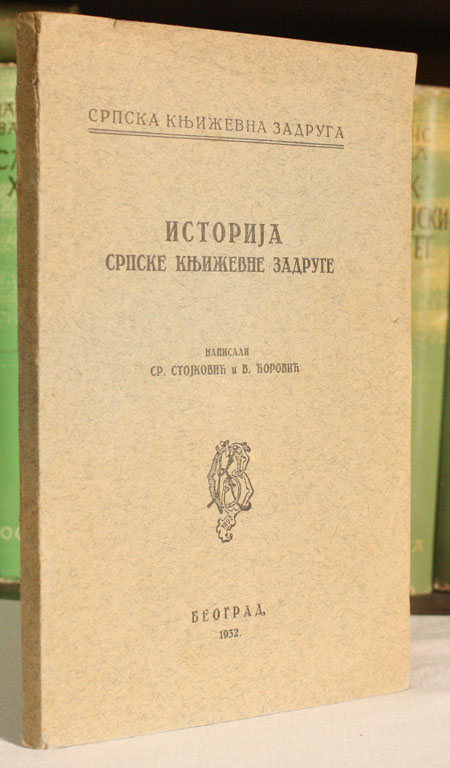 СРПСКА КЊИЖЕВНА ЗАДРУГА
ИСТОРИЈА
СРПСКЕ КЊИЖЕВНЕ ЗАДРУГЕ
НАПИСАЛИ
СР. СТОЈКОВИЋ и В. ЋОРОВИЋ
БЕОГРАД,
1932.